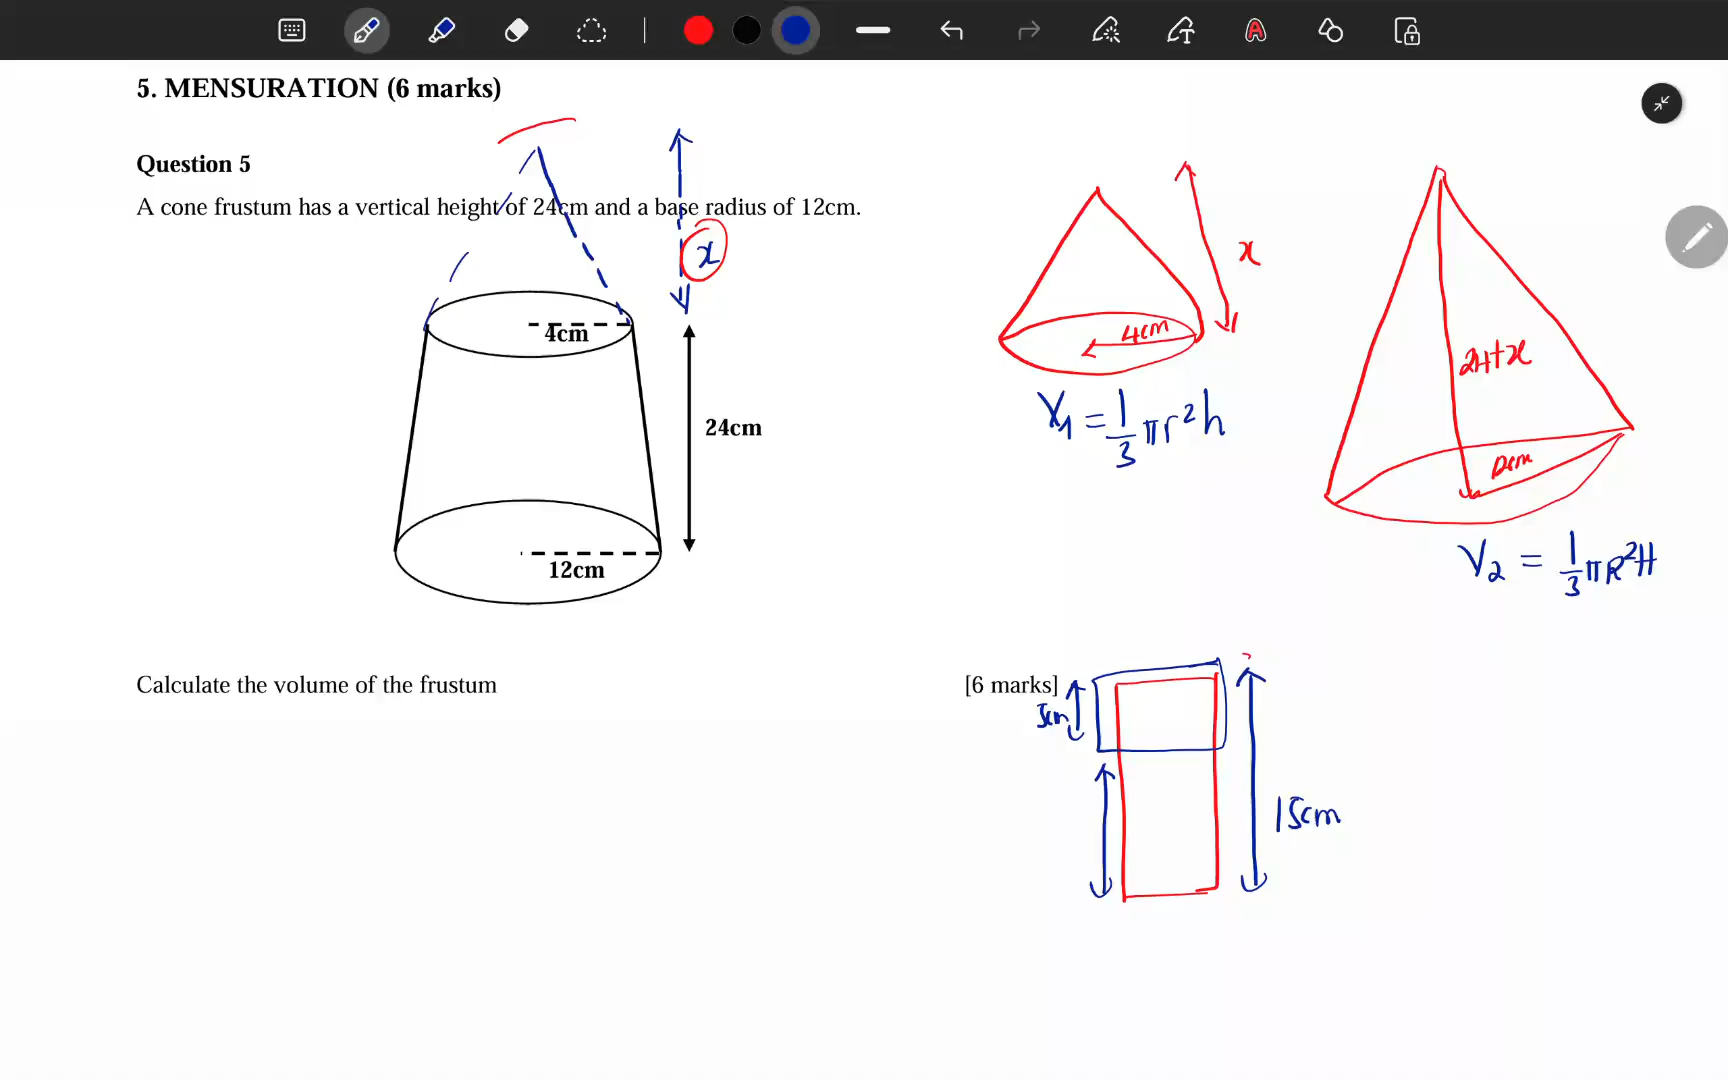 5. MENSURATION (6 marks)
Question 5
A cone frustum has a vertical height of 24cm and a base radius of 12cm.
x
4cm
24cm
12cm
x
4cm
V₁ = 1/3 πr²h
24+x
12cm
V₂ = 1/3 πR²H
Calculate the volume of the frustum [6 marks]
5cm
15cm